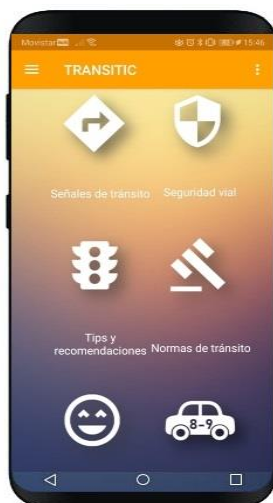 Movistar
15:46
TRANSITIC
Señales de tránsito
Seguridad vial
Tips y
recomendaciones
Normas de tránsito
8-9